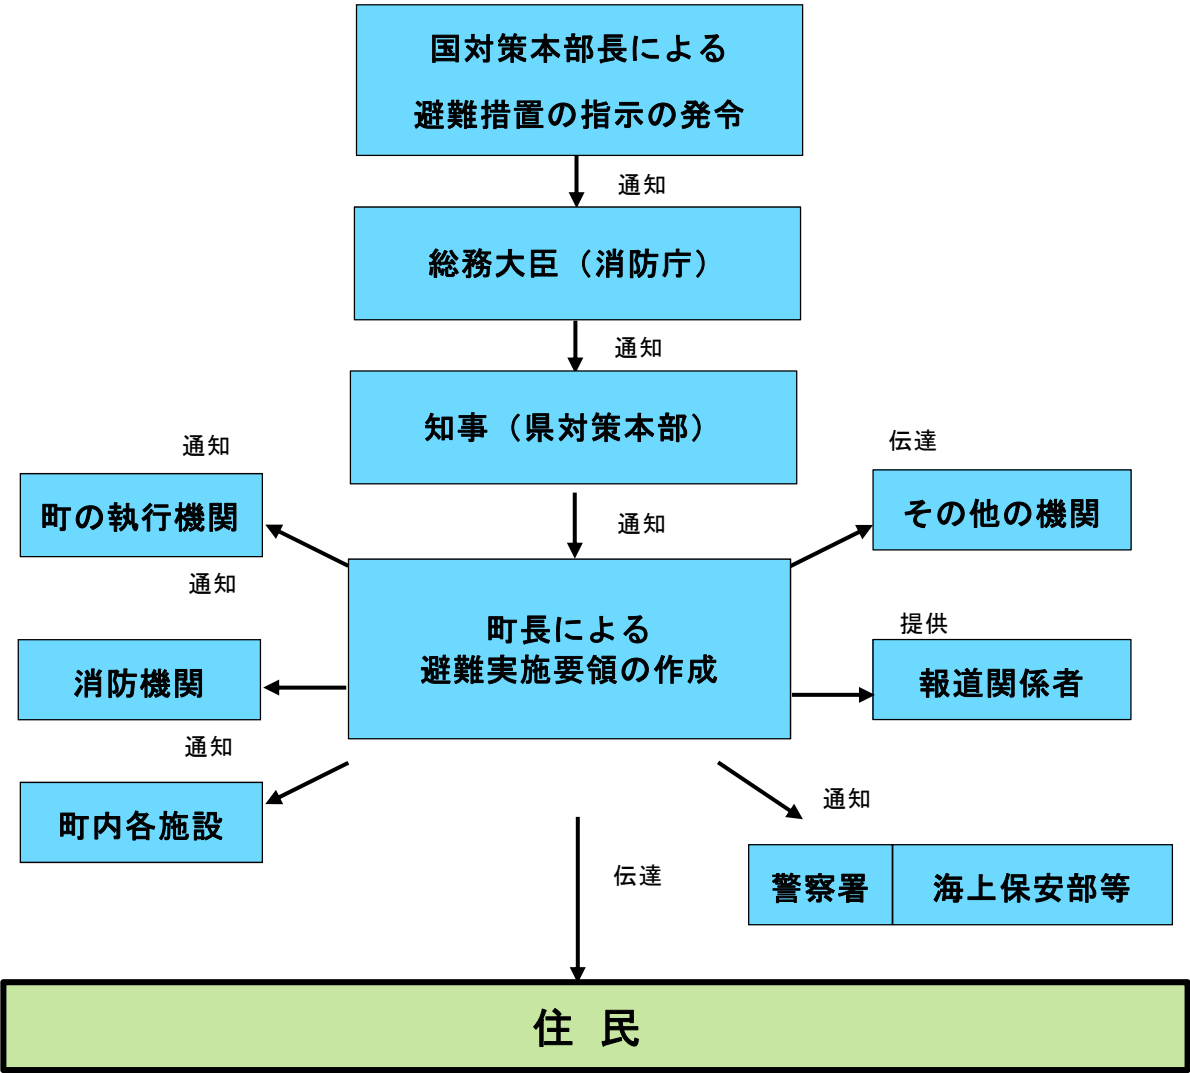 国対策本部長による
避難措置の指示の発令
通知
総務大臣（消防庁）
通知
知事（県対策本部）
通知
伝達
町の執行機関
その他の機関
通知
通知
町長による
避難実施要領の作成
提供
消防機関
報道関係者
通知
町内各施設
通知
伝達
警察署
海上保安部等
住 民